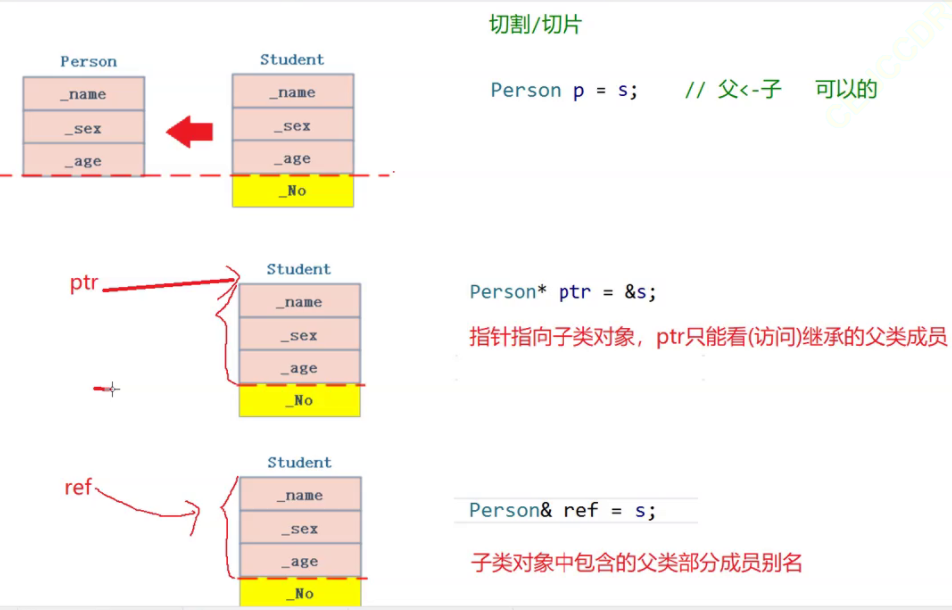 切割/切片
Person
Student
_name
_sex
_age
_name
_sex
_age
_No
Person p = s; // 父<-子 可以的
ptr
Student
_name
_sex
_age
_No
Person* ptr = &s;
指针指向子类对象，ptr只能看(访问)继承的父类成员
ref
Student
_name
_sex
_age
_No
Person& ref = s;
子类对象中包含的父类部分成员别名